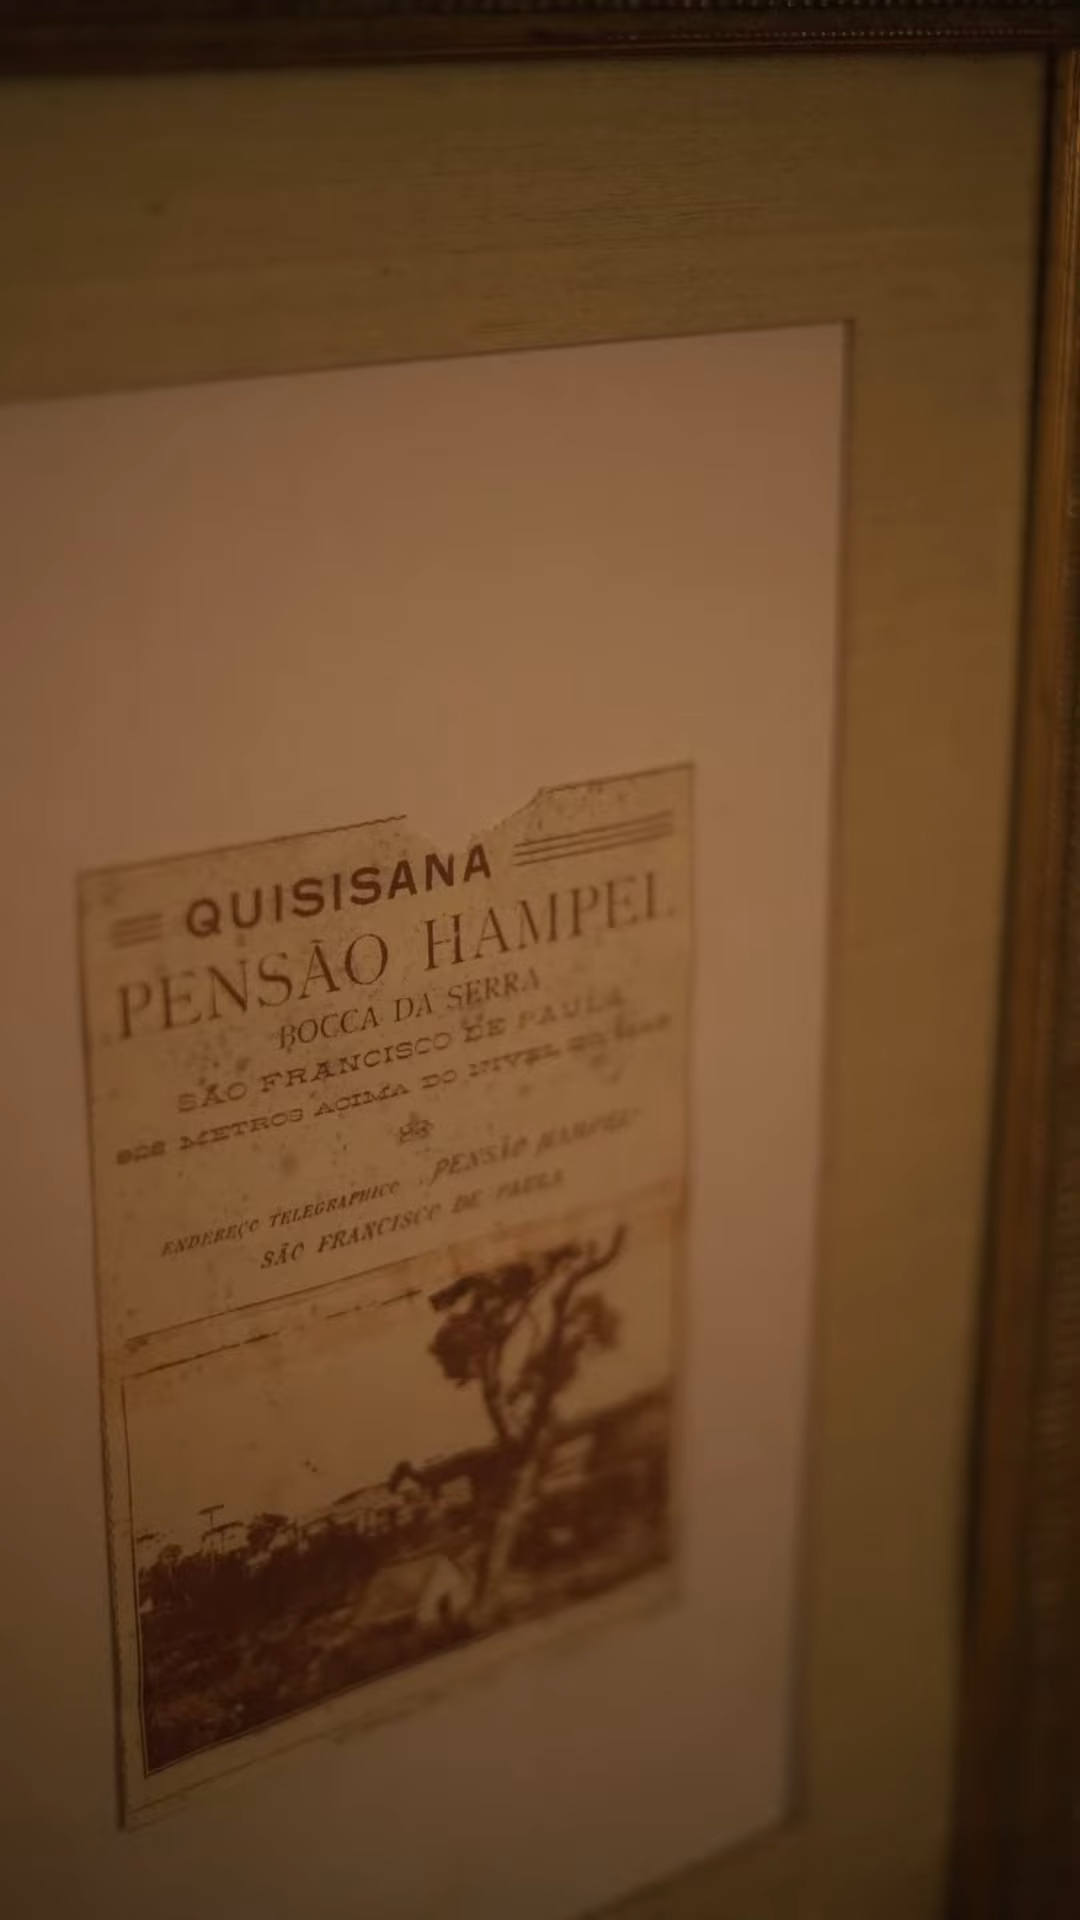 QUISISANA
PENSÃO HAMPEL
BOCCA DA SERRA
SÃO FRANCISCO DE PAULA
METROS ACIMA DO NIVEL
ENDEREÇO TELEGRAPHICO „PENSÃO HAMPEL"
SÃO FRANCISCO DE PAULA